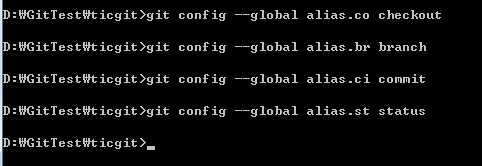 D:₩GitTest₩ticgit>git config --global alias.co checkout
D:₩GitTest₩ticgit>git config --global alias.br branch
D:₩GitTest₩ticgit>git config --global alias.ci commit
D:₩GitTest₩ticgit>git config --global alias.st status
D:₩GitTest₩ticgit>_